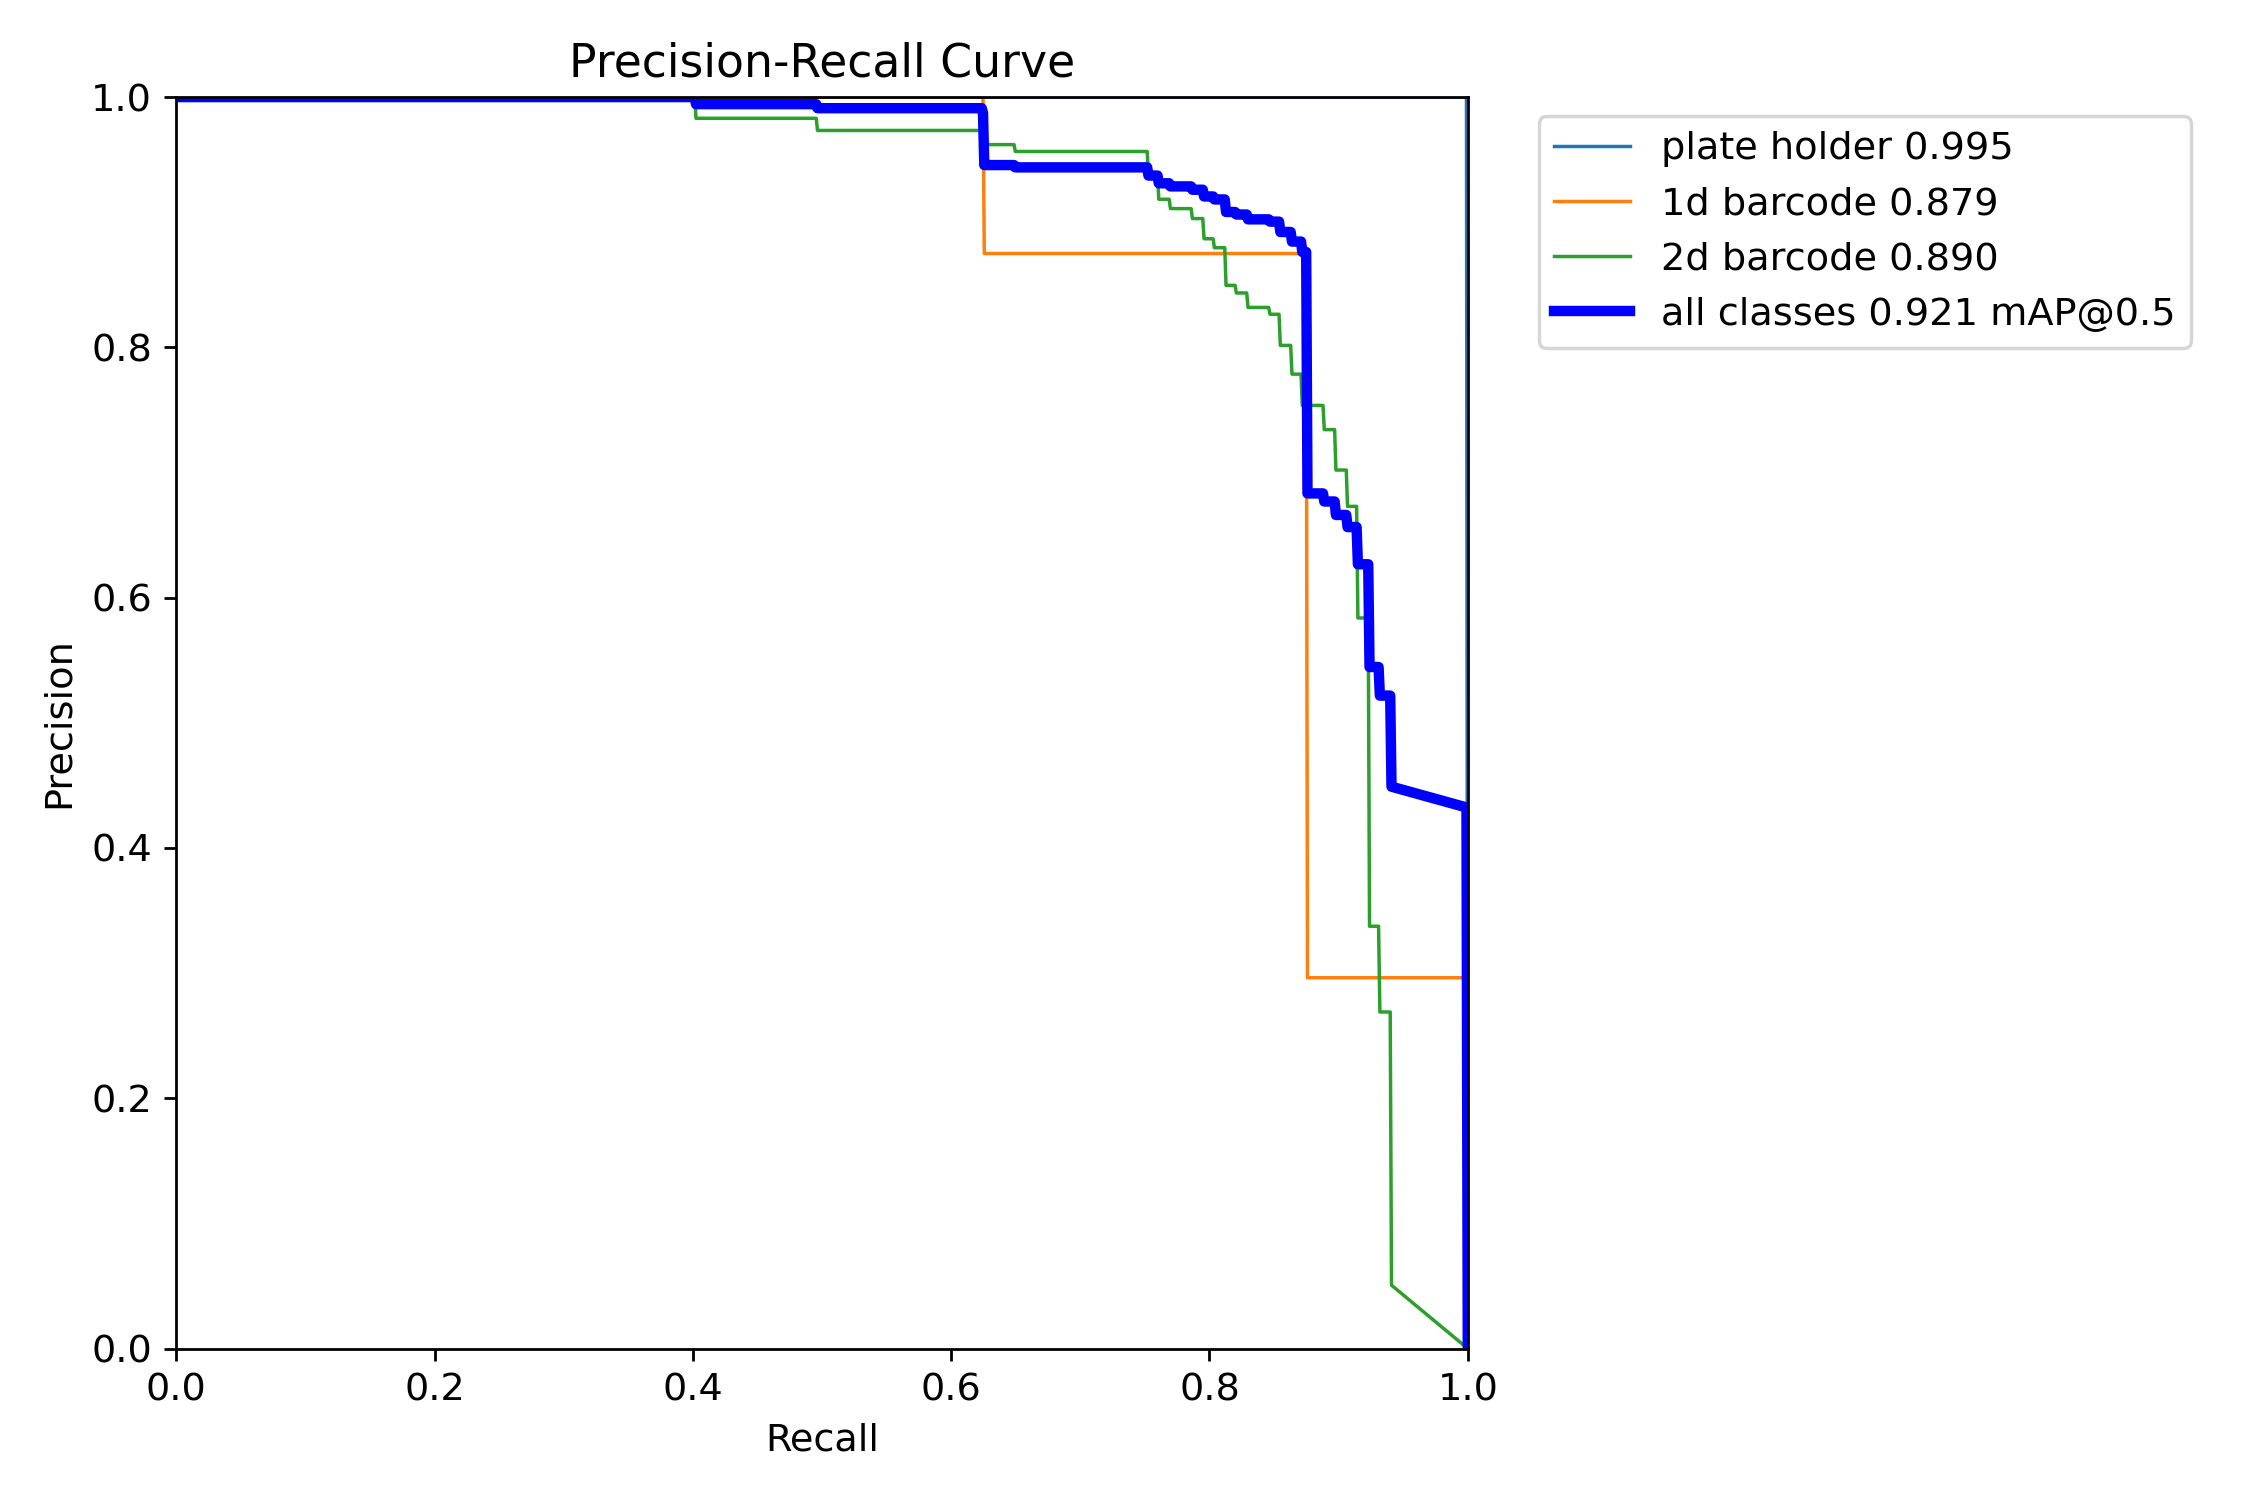 Precision-Recall Curve
1.0
0.8
0.6
0.4
0.2
0.0
Precision
0.0 0.2 0.4 0.6 0.8 1.0
Recall
plate holder 0.995
1d barcode 0.879
2d barcode 0.890
all classes 0.921 mAP@0.5